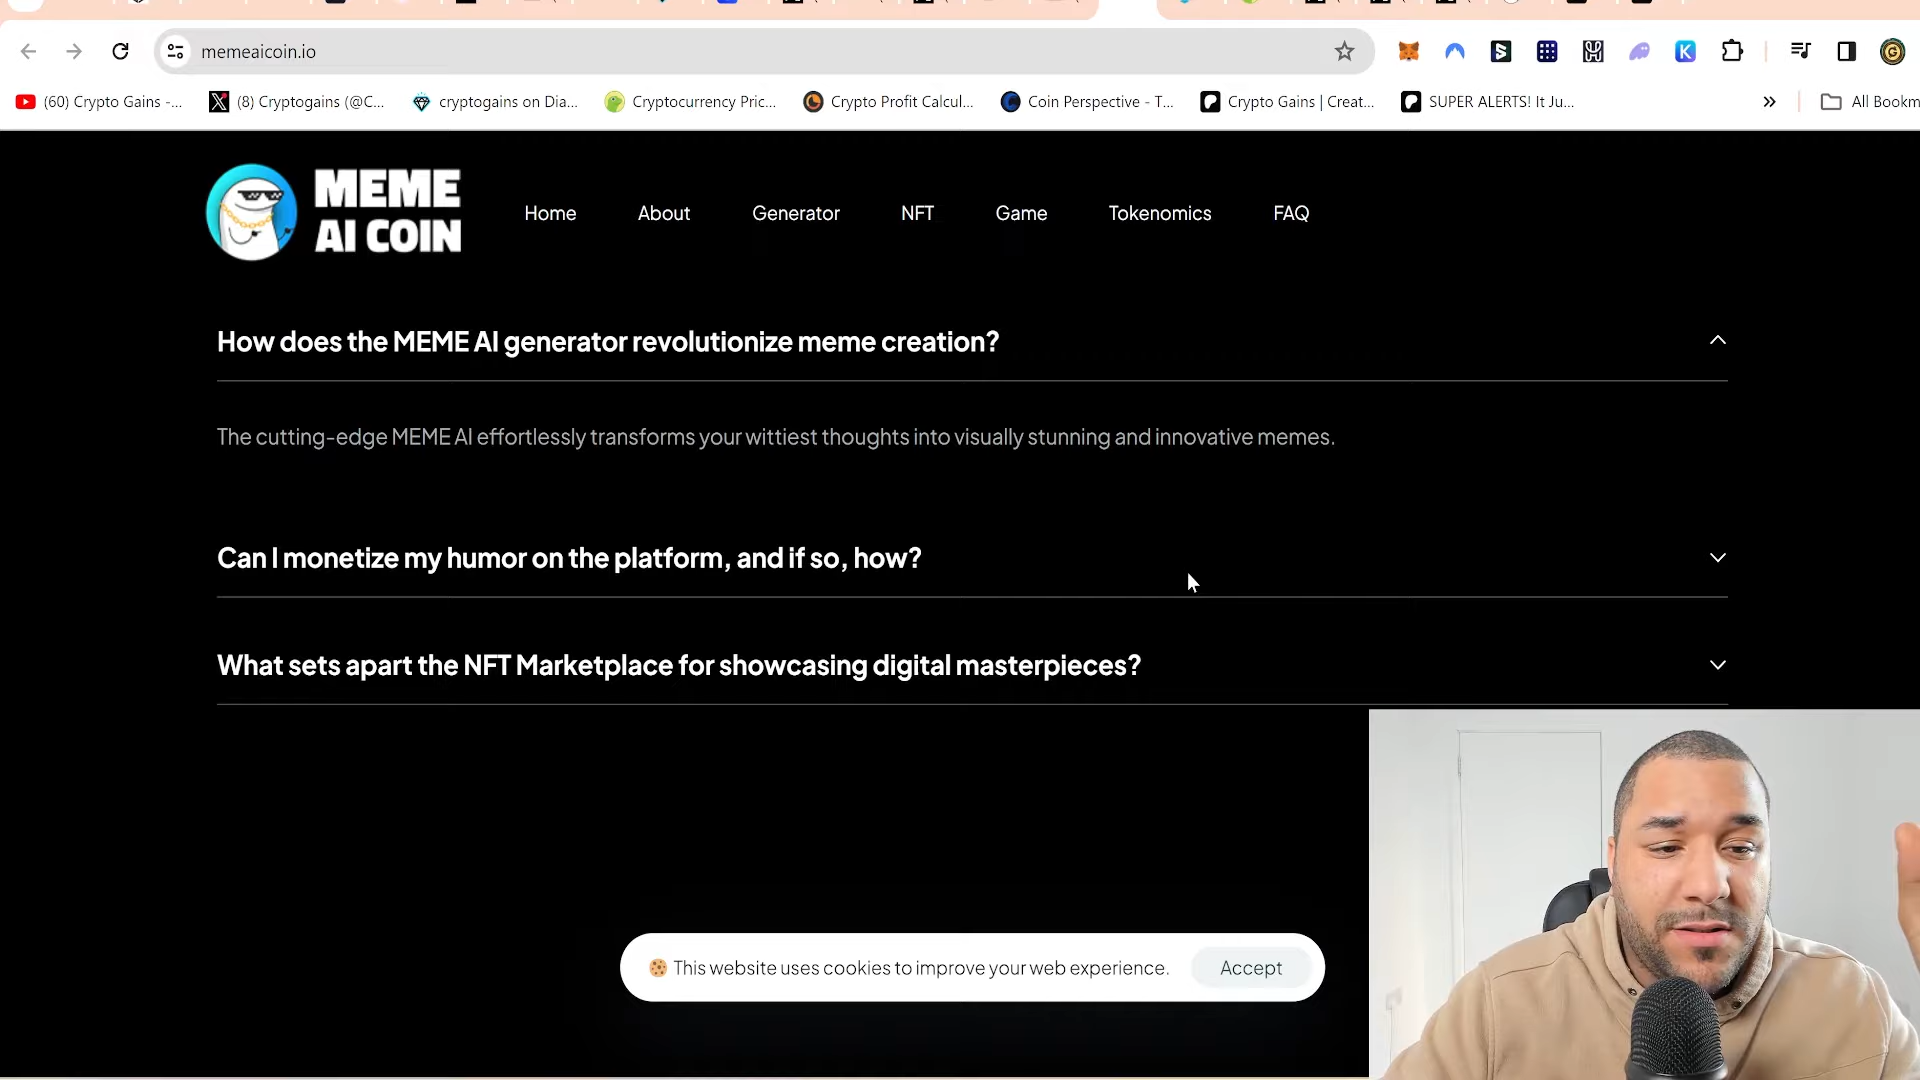 memeaicoin.io
(60) Crypto Gains -...
(8) Cryptogains (@C...
cryptogains on Dia...
Cryptocurrency Pric...
Crypto Profit Calcul...
Coin Perspective - T...
Crypto Gains | Creat...
SUPER ALERTS! It Ju...
All Bookm
MEME
AI COIN
Home
About
Generator
NFT
Game
Tokenomics
FAQ
How does the MEME AI generator revolutionize meme creation?
The cutting-edge MEME AI effortlessly transforms your wittiest thoughts into visually stunning and innovative memes.
Can I monetize my humor on the platform, and if so, how?
What sets apart the NFT Marketplace for showcasing digital masterpieces?
This website uses cookies to improve your web experience.
Accept